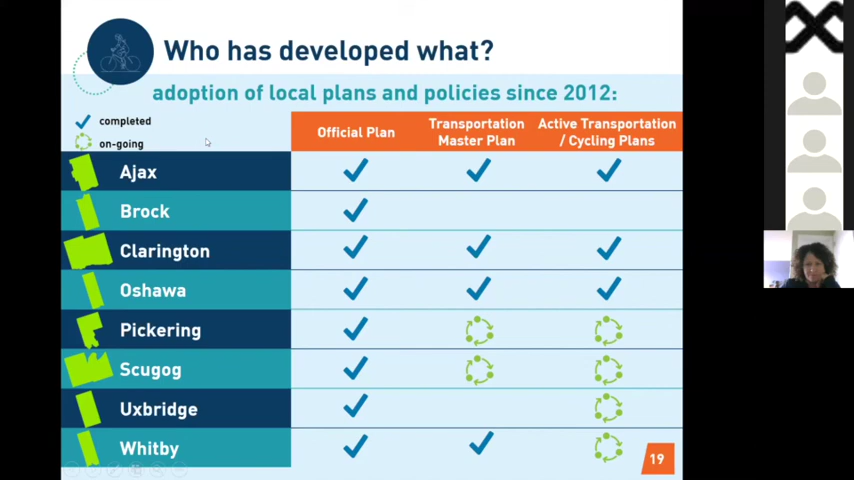 Who has developed what?
adoption of local plans and policies since 2012:
completed
on-going
Official Plan
Transportation
Master Plan
Active Transportation
/ Cycling Plans
Ajax
Brock
Clarington
Oshawa
Pickering
Scugog
Uxbridge
Whitby
19